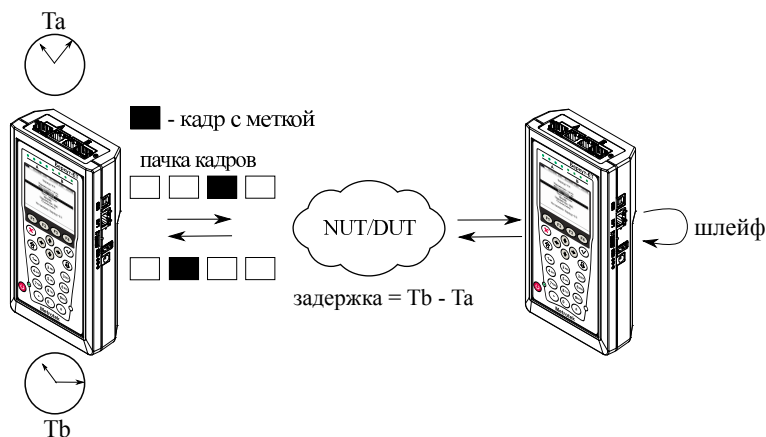 Ta
- кадр с меткой
пачка кадров
NUT/DUT
шлейф
задержка = Tb - Ta
Tb